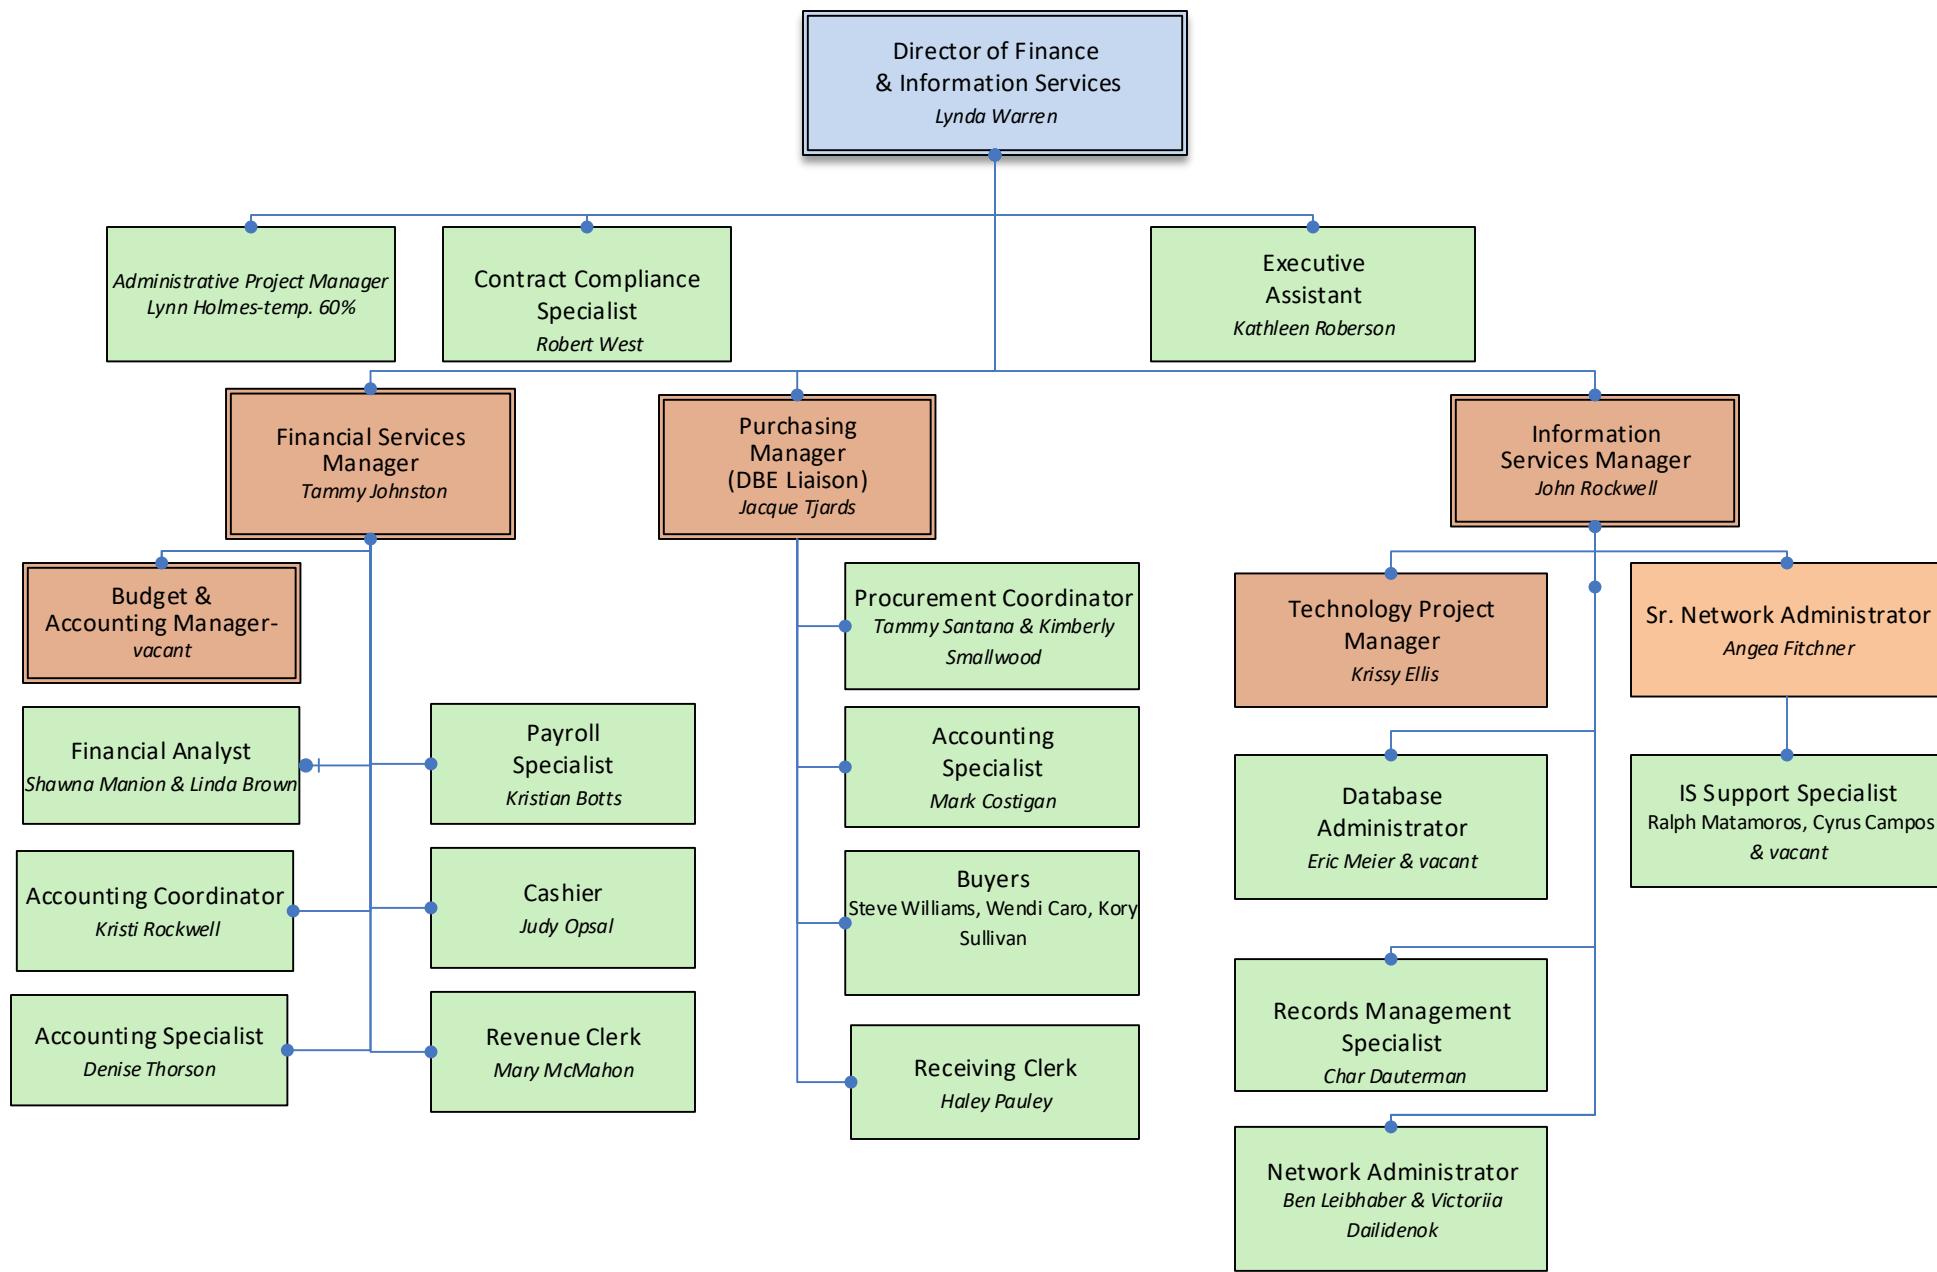 Director of Finance
& Information Services
Lynda Warren
Administrative Project Manager
Lynn Holmes-temp. 60%
Contract Compliance
Specialist
Robert West
Executive
Assistant
Kathleen Roberson
Financial Services
Manager
Tammy Johnston
Purchasing
Manager
(DBE Liaison)
Jacque Tjards
Information
Services Manager
John Rockwell
Budget &
Accounting Manager-
vacant
Financial Analyst
Shawna Manion & Linda Brown
Accounting Coordinator
Kristi Rockwell
Accounting Specialist
Denise Thorson
Payroll
Specialist
Kristian Botts
Cashier
Judy Opsal
Revenue Clerk
Mary McMahon
Procurement Coordinator
Tammy Santana & Kimberly
Smallwood
Accounting
Specialist
Mark Costigan
Buyers
Steve Williams, Wendi Caro, Kory
Sullivan
Receiving Clerk
Haley Pauley
Technology Project
Manager
Krissy Ellis
Sr. Network Administrator
Angea Fitchner
Database
Administrator
Eric Meier & vacant
IS Support Specialist
Ralph Matamoros, Cyrus Campos
& vacant
Records Management
Specialist
Char Dauterman
Network Administrator
Ben Leibhaber & Victoriia
Dailidenok